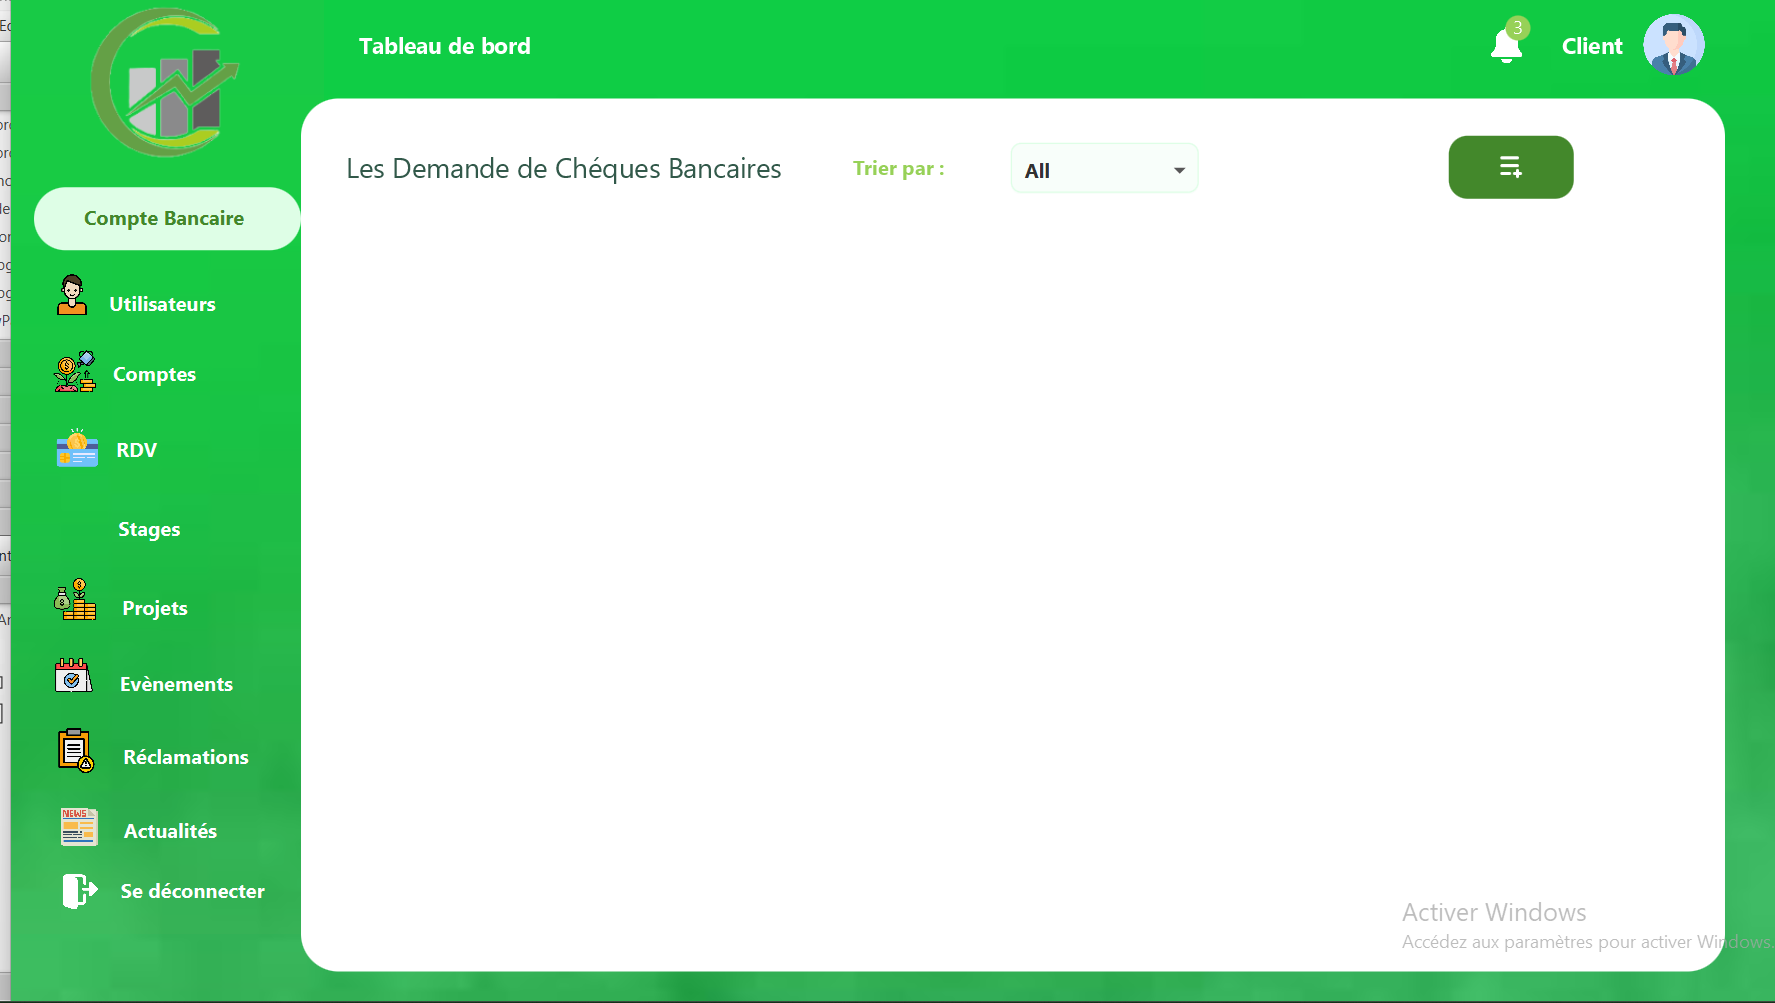 Tableau de bord
3
Client
Les Demande de Chéques Bancaires
Trier par :
All
Compte Bancaire
Utilisateurs
Comptes
RDV
Stages
Projets
Evènements
Réclamations
NEWS
Actualités
Se déconnecter
Activer Windows
Accédez aux paramètres pour activer Windows.